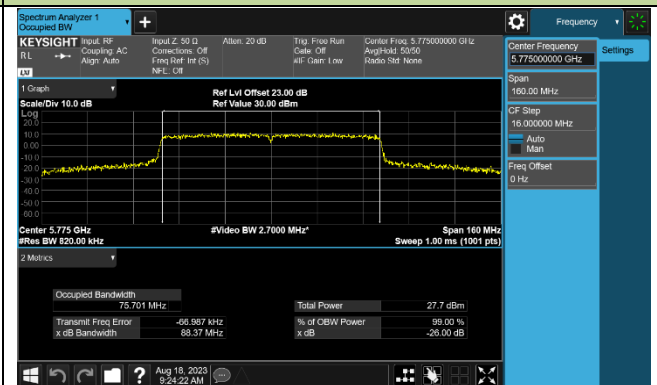 Spectrum Analyzer 1
Occupied BW
+
Frequency
KEYSIGHT
RL
LXI
Input: RF
Coupling: AC
Align: Auto
Input Z: 50 Ω
Corrections: Off
Freq Ref: Int (S)
NFE: Off
Atten: 20 dB
Trig: Free Run
Gate: Off
#IF Gain: Low
Center Freq: 5.775000000 GHz
Avg|Hold: 50/50
Radio Std: None
Center Frequency
5.775000000 GHz
Settings
Span
160.00 MHz
CF Step
16.000000 MHz
Auto
Man
Freq Offset
0 Hz
1 Graph
Scale/Div 10.0 dB
Ref Lvl Offset 23.00 dB
Ref Value 30.00 dBm
Log
20.0
10.0
0.00
-10.0
-20.0
-30.0
-40.0
-50.0
-60.0
Center 5.775 GHz
#Video BW 2.7000 MHz*
Span 160 MHz
#Res BW 820.00 kHz
Sweep 1.00 ms (1001 pts)
2 Metrics
Occupied Bandwidth
75.701 MHz
Total Power
27.7 dBm
Transmit Freq Error
-66.987 kHz
% of OBW Power
99.00 %
x dB Bandwidth
88.37 MHz
x dB
-26.00 dB
?
Aug 18, 2023
9:24:22 AM